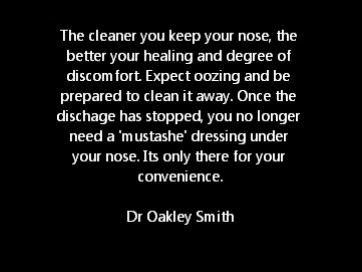 The cleaner you keep your nose, the
better your healing and degree of
discomfort. Expect oozing and be
prepared to clean it away. Once the
dischage has stopped, you no longer
need a 'mustashe' dressing under
your nose. Its only there for your
convenience.
Dr Oakley Smith